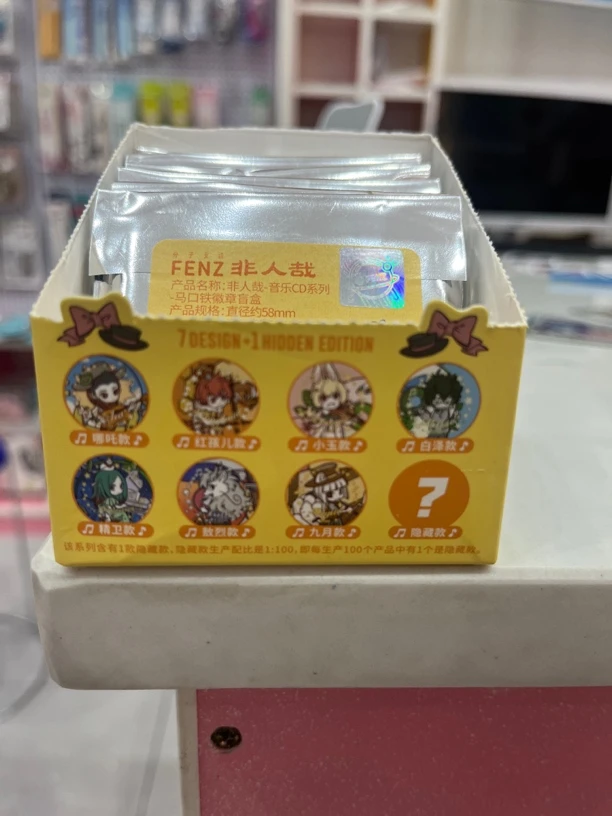 FENZ 非人哉
产品名称:非人哉-音乐CD系列
-马口铁徽章盲盒
产品规格:直径约58mm
7 DESIGN+1 HIDDEN EDITION
哪吒款
红孩儿款
小玉款
白泽款
精卫款
敖烈款
九月款
?
隐藏款
该系列含有1款隐藏款,隐藏款生产配比是1:100,即每生产100个产品中有1个是隐藏款。